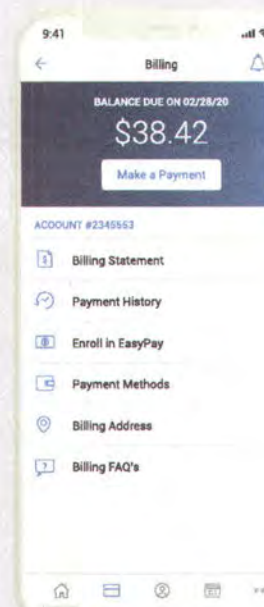 9:41
Billing
BALANCE DUE ON 02/28/20
$38.42
Make a Payment
ACCOUNT #2345553
Billing Statement
Payment History
Enroll in EasyPay
Payment Methods
Billing Address
Billing FAQ's